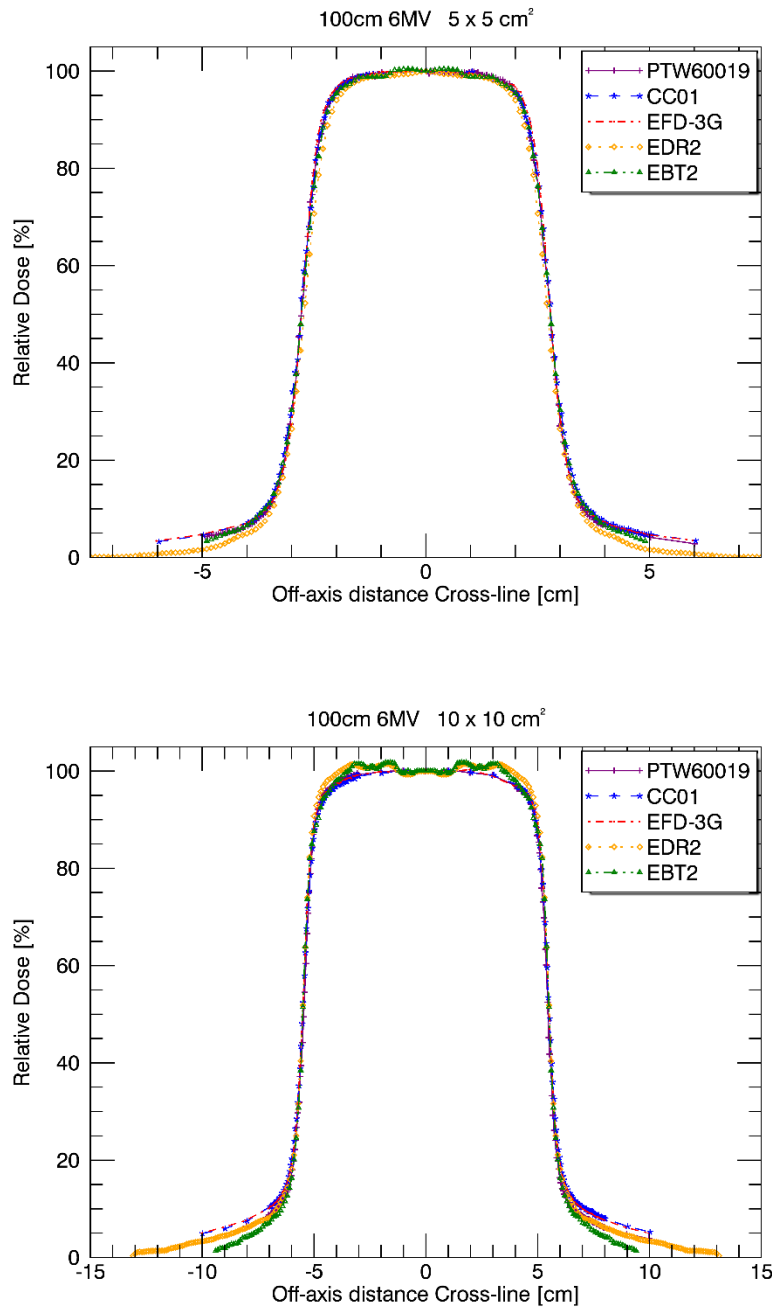 100cm 6MV 5 x 5 cm²
100
80
60
40
20
0
Relative Dose [%]
PTW60019
CC01
EFD-3G
EDR2
EBT2
-5 0 5
Off-axis distance Cross-line [cm]
100cm 6MV 10 x 10 cm²
100
80
60
40
20
0
Relative Dose [%]
PTW60019
CC01
EFD-3G
EDR2
EBT2
-15 -10 -5 0 5 10 15
Off-axis distance Cross-line [cm]